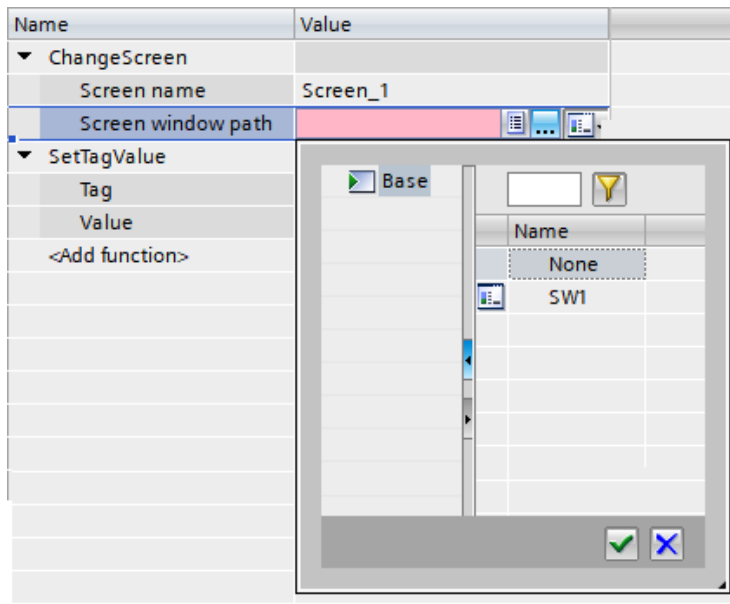 Name Value
ChangeScreen
Screen name Screen_1
Screen window path ...
SetTagValue
Base
Tag
Value
Name
<Add function>
None
SW1